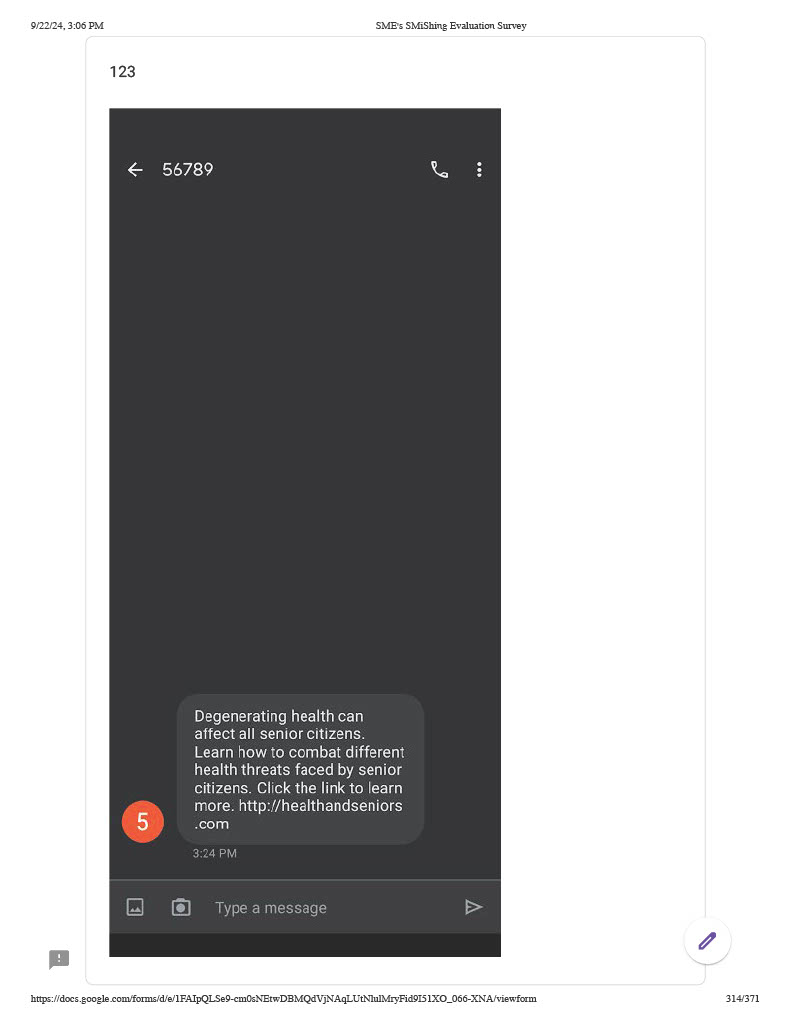 9/22/24, 3:06 PM
SME's SMiShing Evaluation Survey
123
56789
Degenerating health can
affect all senior citizens.
Learn how to combat different
health threats faced by senior
citizens. Click the link to learn
more. http://healthandseniors
.com
5
3:24 PM
Type a message
https://docs.google.com/forms/d/e/1FAIpQLSe9-cm0sNEtwDBMQdVjNAqLUtNlulMryFid9I51XO_066-XNA/viewform
314/371